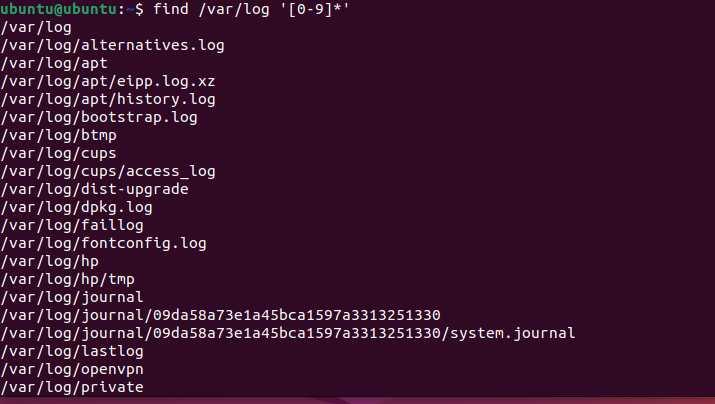 ubuntu@ubuntu:~$ find /var/log '[0-9]*'
/var/log
/var/log/alternatives.log
/var/log/apt
/var/log/apt/eipp.log.xz
/var/log/apt/history.log
/var/log/bootstrap.log
/var/log/btmp
/var/log/cups
/var/log/cups/access_log
/var/log/dist-upgrade
/var/log/dpkg.log
/var/log/faillog
/var/log/fontconfig.log
/var/log/hp
/var/log/hp/tmp
/var/log/journal
/var/log/journal/09da58a73e1a45bca1597a3313251330
/var/log/journal/09da58a73e1a45bca1597a3313251330/system.journal
/var/log/lastlog
/var/log/openvpn
/var/log/private